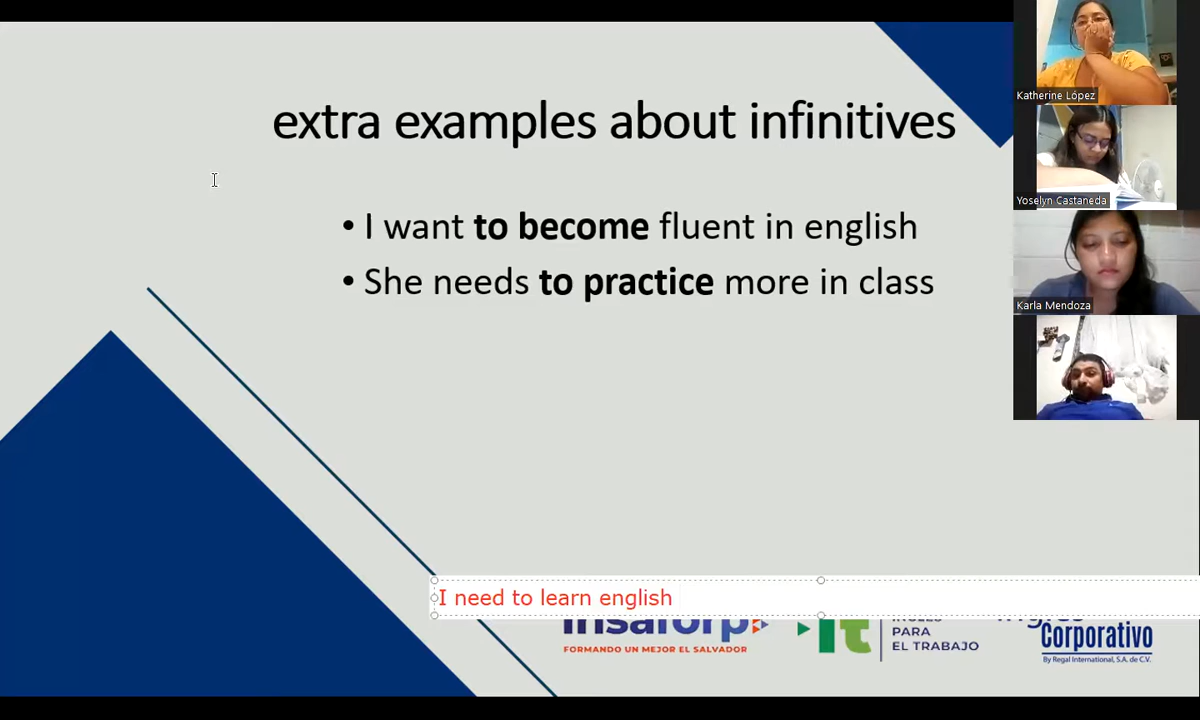 extra examples about infinitives
• I want to become fluent in english
• She needs to practice more in class
I need to learn english
insaforp
FORMANDO UN MEJOR EL SALVADOR
it
PARA
EL TRABAJO
Corporativo
By Regal International, S.A. de C.V.
Katherine López
Yoselyn Castaneda
Karla Mendoza